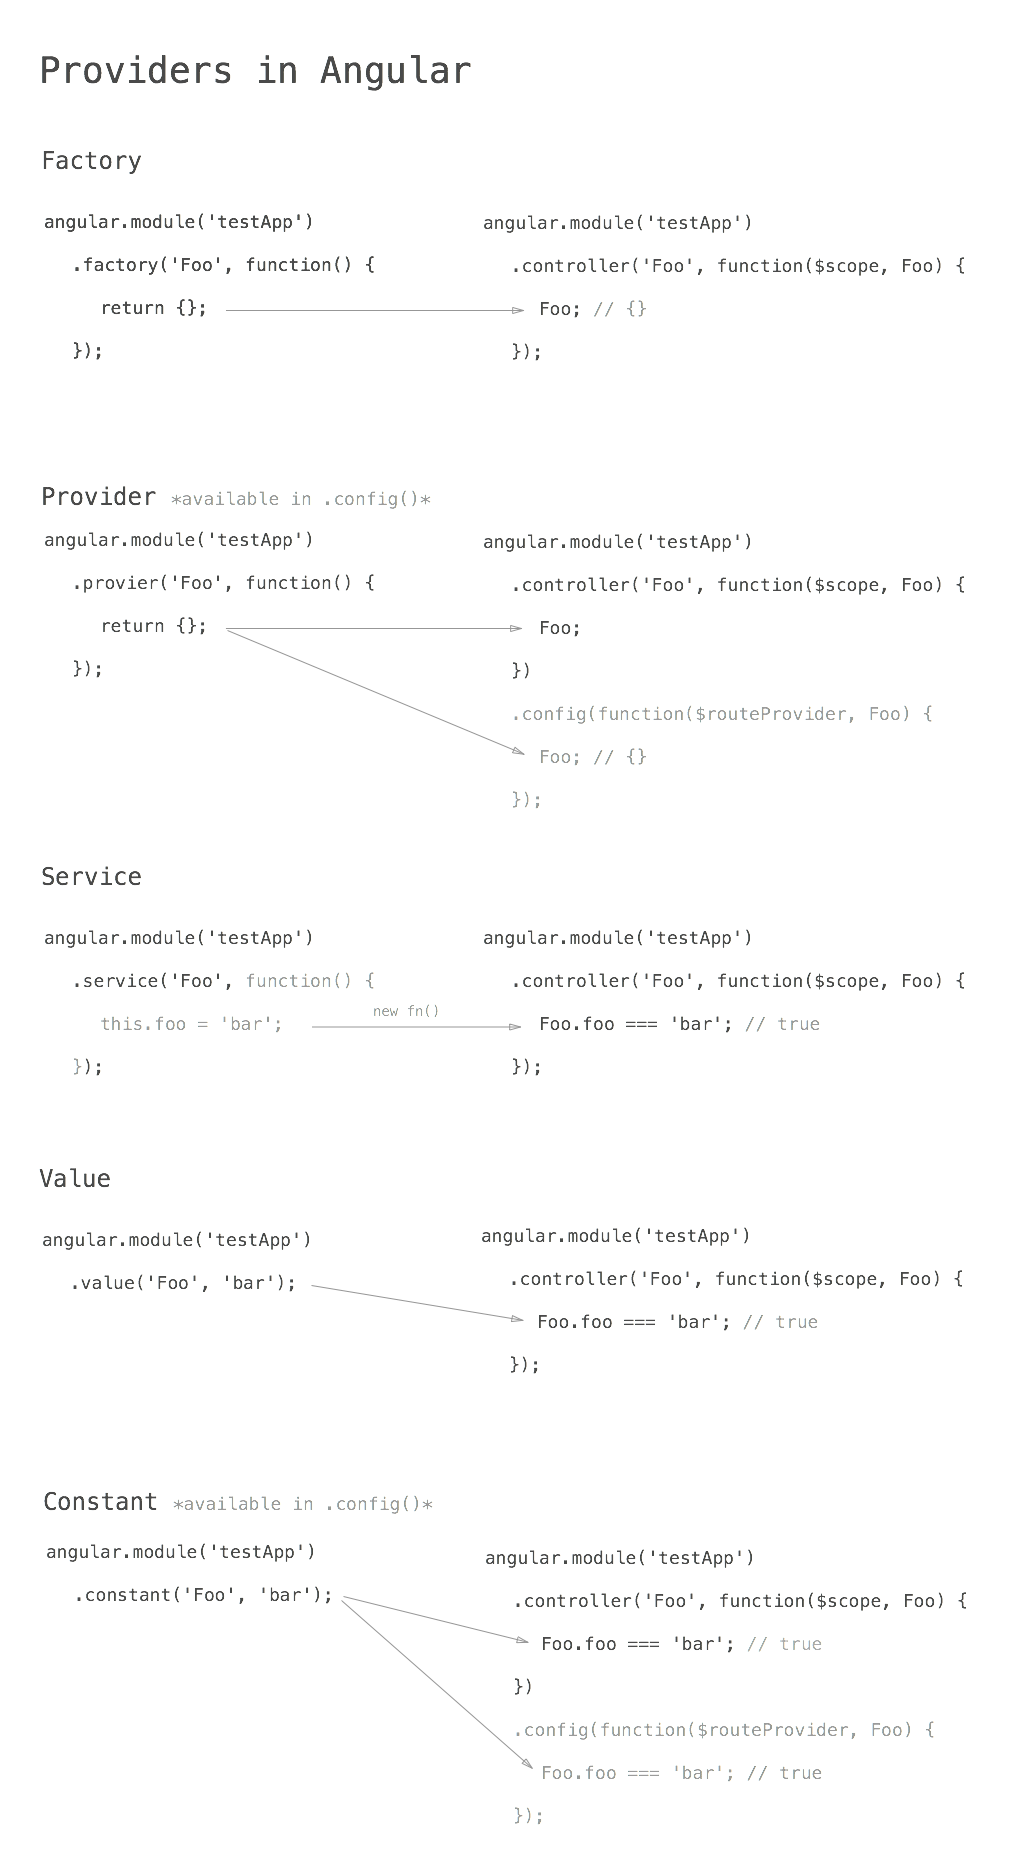 Providers in Angular
Factory
angular.module('testApp')
.factory('Foo', function() {
return {};
});
angular.module('testApp')
.controller('Foo', function($scope, Foo) {
Foo; // {}
});
Provider *available in .config()*
angular.module('testApp')
.provier('Foo', function() {
return {};
});
angular.module('testApp')
.controller('Foo', function($scope, Foo) {
Foo;
})
.config(function($routeProvider, Foo) {
Foo; // {}
});
Service
angular.module('testApp')
.service('Foo', function() {
this.foo = 'bar';
});
new fn()
angular.module('testApp')
.controller('Foo', function($scope, Foo) {
Foo.foo === 'bar'; // true
});
Value
angular.module('testApp')
.value('Foo', 'bar');
angular.module('testApp')
.controller('Foo', function($scope, Foo) {
Foo.foo === 'bar'; // true
});
Constant *available in .config()*
angular.module('testApp')
.constant('Foo', 'bar');
angular.module('testApp')
.controller('Foo', function($scope, Foo) {
Foo.foo === 'bar'; // true
})
.config(function($routeProvider, Foo) {
Foo.foo === 'bar'; // true
});